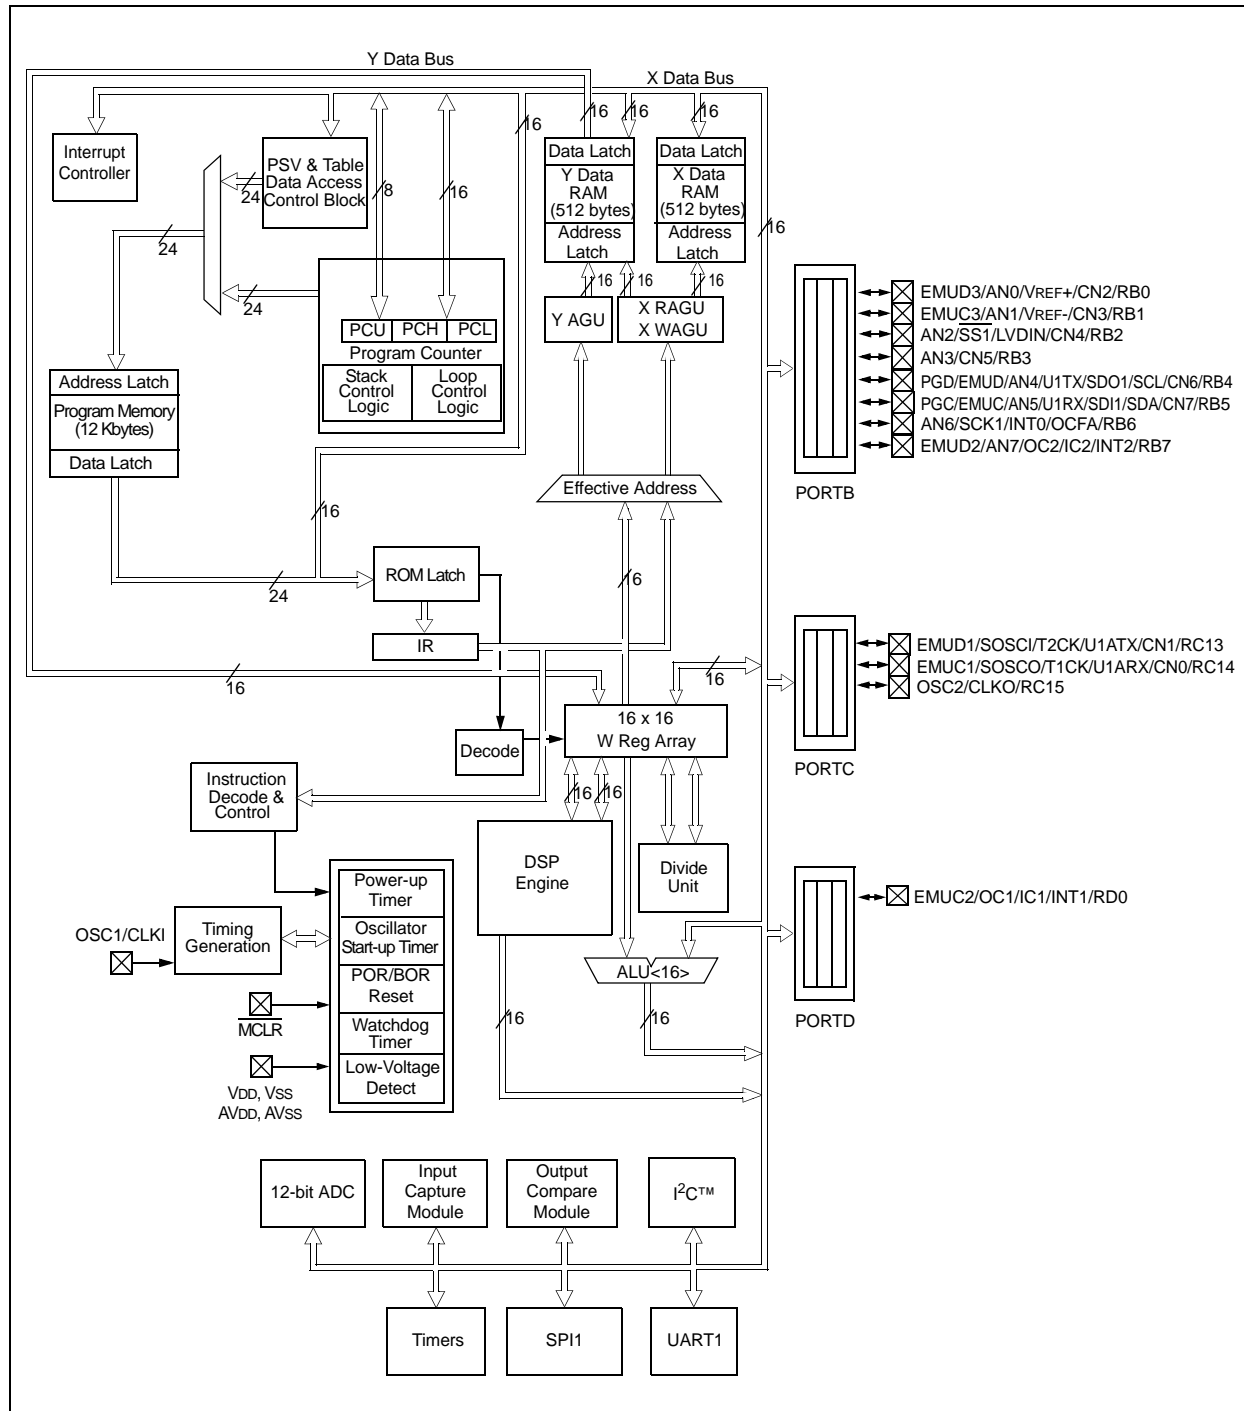 Y Data Bus
X Data Bus
16
16
16
16
Interrupt
Controller
PSV & Table
Data Access
Control Block
24
24
24
8
16
Data Latch
Y Data
RAM
(512 bytes)
Address
Latch
Data Latch
X Data
RAM
(512 bytes)
Address
Latch
16
16
16
16
Y AGU
X RAGU
X WAGU
PCU
PCH
PCL
Program Counter
Stack
Control
Logic
Loop
Control
Logic
Address Latch
Program Memory
(12 Kbytes)
Data Latch
Effective Address
16
24
ROM Latch
16
IR
16
16
16 x 16
W Reg Array
Decode
Instruction
Decode &
Control
16
16
DSP
Engine
Divide
Unit
Power-up
Timer
Oscillator
Start-up Timer
POR/BOR
Reset
Watchdog
Timer
Low-Voltage
Detect
OSC1/CLKI
Timing
Generation
MCLR
VDD, VSS
AVDD, AVSS
ALU<16>
16
16
EMUD3/AN0/VREF+/CN2/RB0
EMUC3/AN1/VREF-/CN3/RB1
AN2/SS1/LVDIN/CN4/RB2
AN3/CN5/RB3
PGD/EMUD/AN4/U1TX/SDO1/SCL/CN6/RB4
PGC/EMUC/AN5/U1RX/SDI1/SDA/CN7/RB5
AN6/SCK1/INT0/OCFA/RB6
EMUD2/AN7/OC2/IC2/INT2/RB7
PORTB
EMUD1/SOSCI/T2CK/U1ATX/CN1/RC13
EMUC1/SOSCO/T1CK/U1ARX/CN0/RC14
OSC2/CLKO/RC15
PORTC
EMUC2/OC1/IC1/INT1/RD0
PORTD
12-bit ADC
Input
Capture
Module
Output
Compare
Module
I²C™
Timers
SPI1
UART1
16